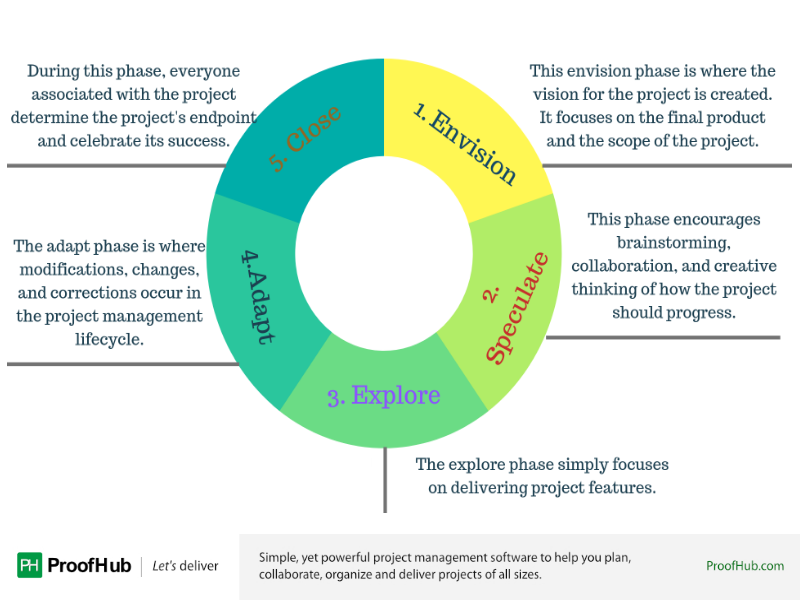 This envision phase is where the
vision for the project is created.
It focuses on the final product
and the scope of the project.
1. Envision
This phase encourages
brainstorming,
collaboration, and creative
thinking of how the project
should progress.
2.
Speculate
3. Explore
The explore phase simply focuses
on delivering project features.
4.Adapt
The adapt phase is where
modifications, changes,
and corrections occur in
the project management
lifecycle.
5. Close
During this phase, everyone
associated with the project
determine the project's endpoint
and celebrate its success.
PH ProofHub
Let's deliver
Simple, yet powerful project management software to help you plan,
collaborate, organize and deliver projects of all sizes.
ProofHub.com